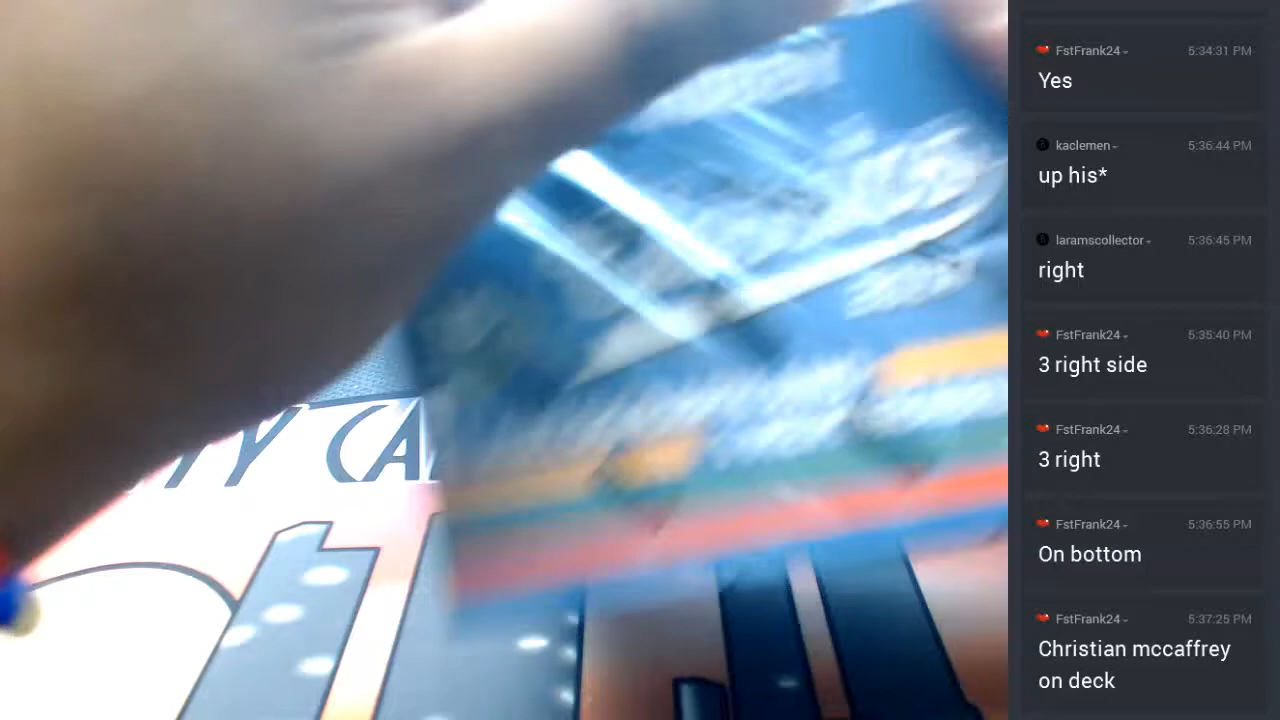 FstFrank24
5:34:31 PM
Yes
kaclemen
5:36:44 PM
up his*
laramscollector
5:36:45 PM
right
FstFrank24
5:35:40 PM
3 right side
FstFrank24
5:36:28 PM
3 right
FstFrank24
5:36:55 PM
On bottom
FstFrank24
5:37:25 PM
Christian mccaffrey
on deck